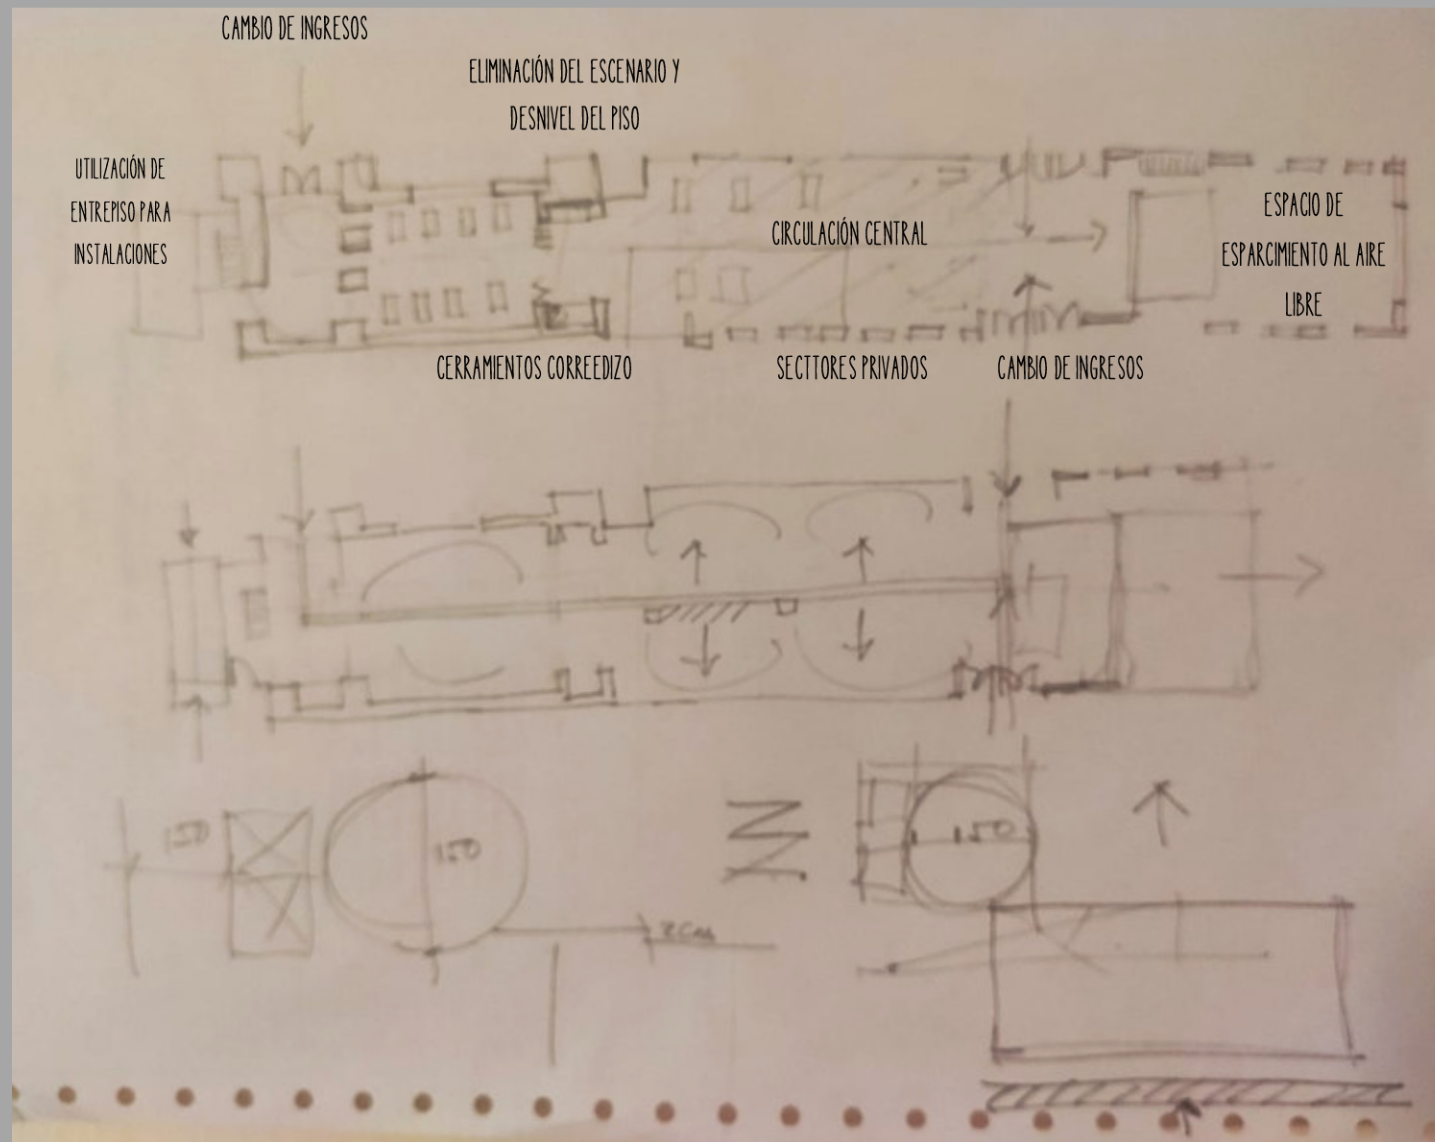 CAMBIO DE INGRESOS
ELIMINACIÓN DEL ESCENARIO Y
DESNIVEL DEL PISO
UTILIZACIÓN DE
ENTREPISO PARA
INSTALACIONES
CIRCULACIÓN CENTRAL
ESPACIO DE
ESPARCIMIENTO AL AIRE
LIBRE
CERRAMIENTOS CORREEDIZO
SECTTORES PRIVADOS
CAMBIO DE INGRESOS
150
150
150